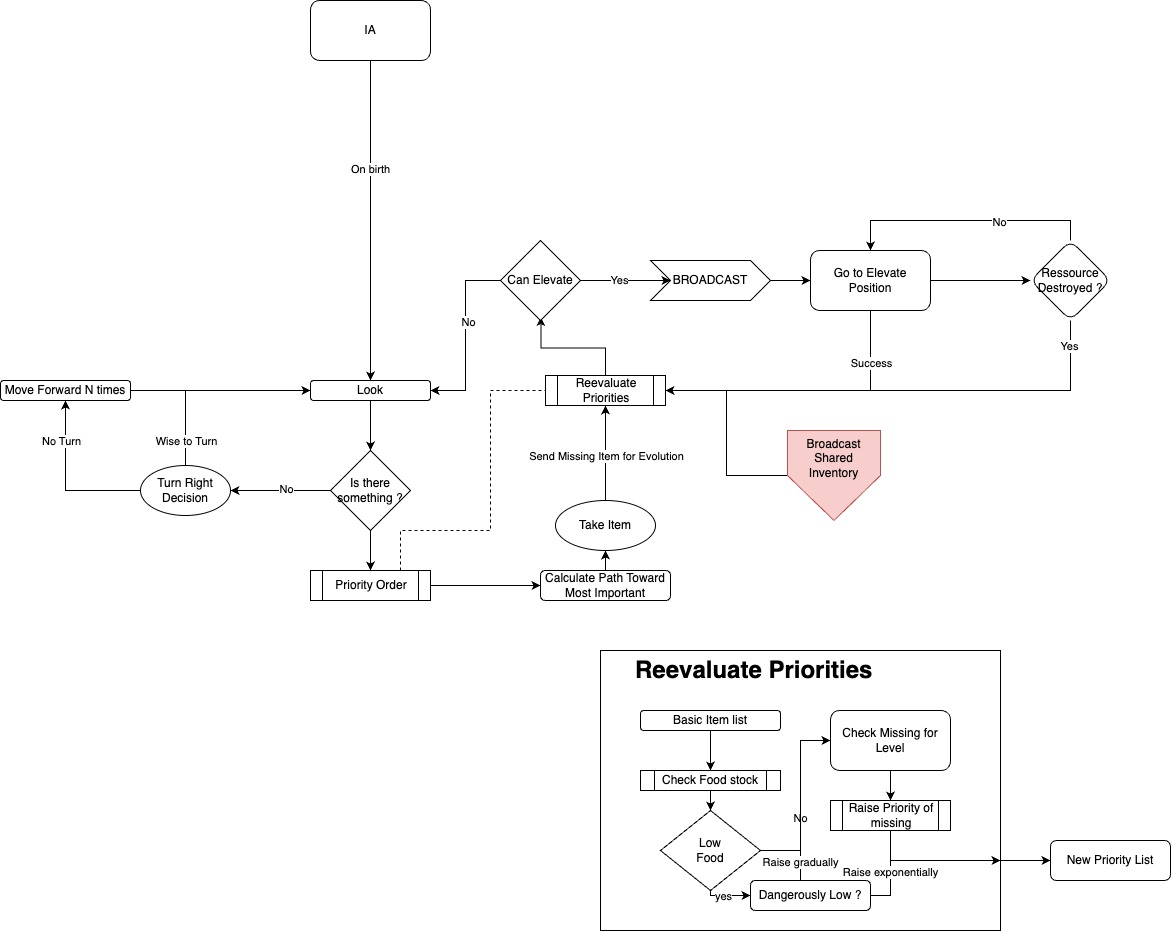 IA
On birth
Can Elevate
Yes
BROADCAST
Go to Elevate
Position
No
Ressource
Destroyed ?
No
Success
Yes
Move Forward N times
Look
Reevaluate
Priorities
No Turn
Wise to Turn
Send Missing Item for Evolution
Broadcast
Shared
Inventory
Turn Right
Decision
No
Is there
something ?
Take Item
Priority Order
Calculate Path Toward
Most Important
Reevaluate Priorities
Basic Item list
Check Food stock
Low
Food
yes
Dangerously Low ?
Raise gradually
No
Check Missing for
Level
Raise Priority of
missing
Raise exponentially
New Priority List